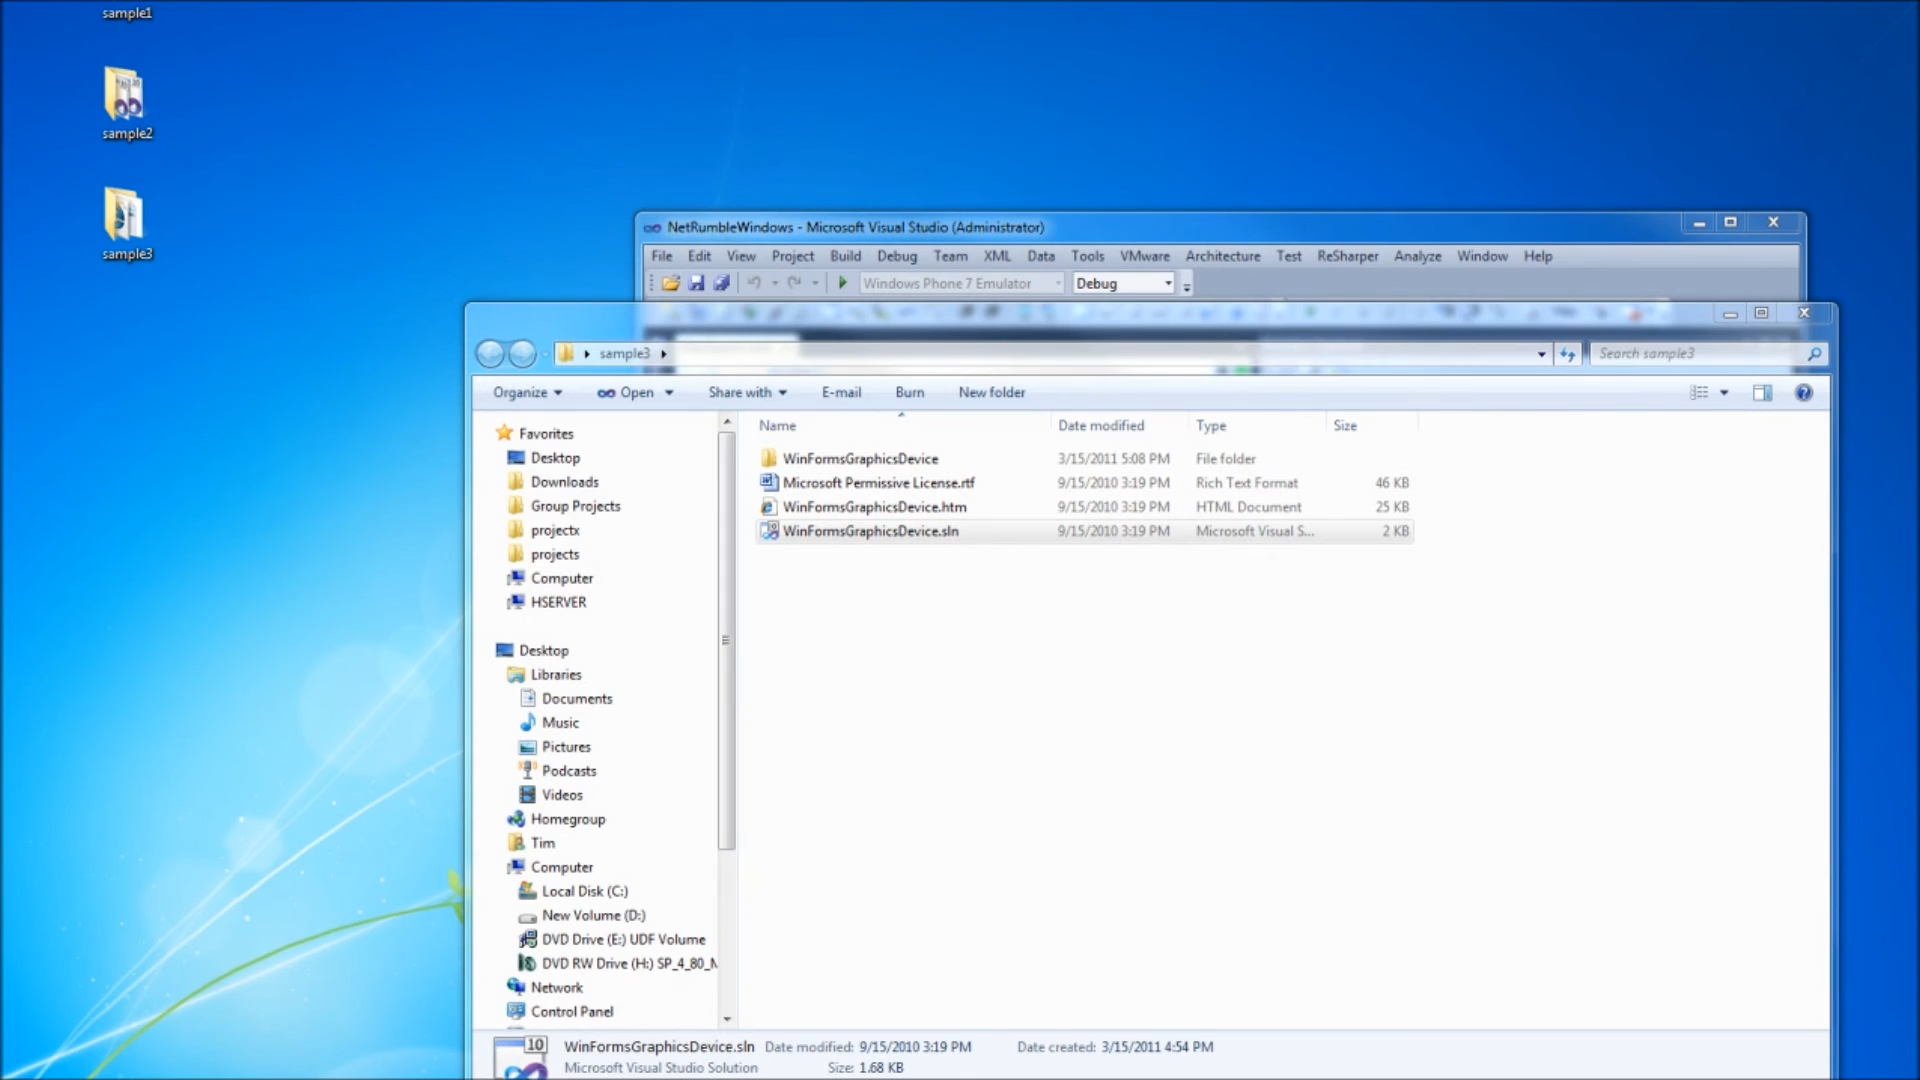 sample1
sample2
sample3
NetRumbleWindows - Microsoft Visual Studio (Administrator)
File Edit View Project Build Debug Team XML Data Tools VMware Architecture Test ReSharper Analyze Window Help
Windows Phone 7 Emulator Debug
sample3 Search sample3
Organize Open Share with E-mail Burn New folder
Name Date modified Type Size
WinFormsGraphicsDevice 3/15/2011 5:08 PM File folder
Microsoft Permissive License.rtf 9/15/2010 3:19 PM Rich Text Format 46 KB
WinFormsGraphicsDevice.htm 9/15/2010 3:19 PM HTML Document 25 KB
WinFormsGraphicsDevice.sln 9/15/2010 3:19 PM Microsoft Visual S... 2 KB
Favorites
Desktop
Downloads
Group Projects
projectx
projects
Computer
HSERVER
Desktop
Libraries
Documents
Music
Pictures
Podcasts
Videos
Homegroup
Tim
Computer
Local Disk (C:)
New Volume (D:)
DVD Drive (E:) UDF Volume
DVD RW Drive (H:) SP_4_80_M
Network
Control Panel
10
WinFormsGraphicsDevice.sln Date modified: 9/15/2010 3:19 PM Date created: 3/15/2011 4:54 PM
Microsoft Visual Studio Solution Size: 1.68 KB